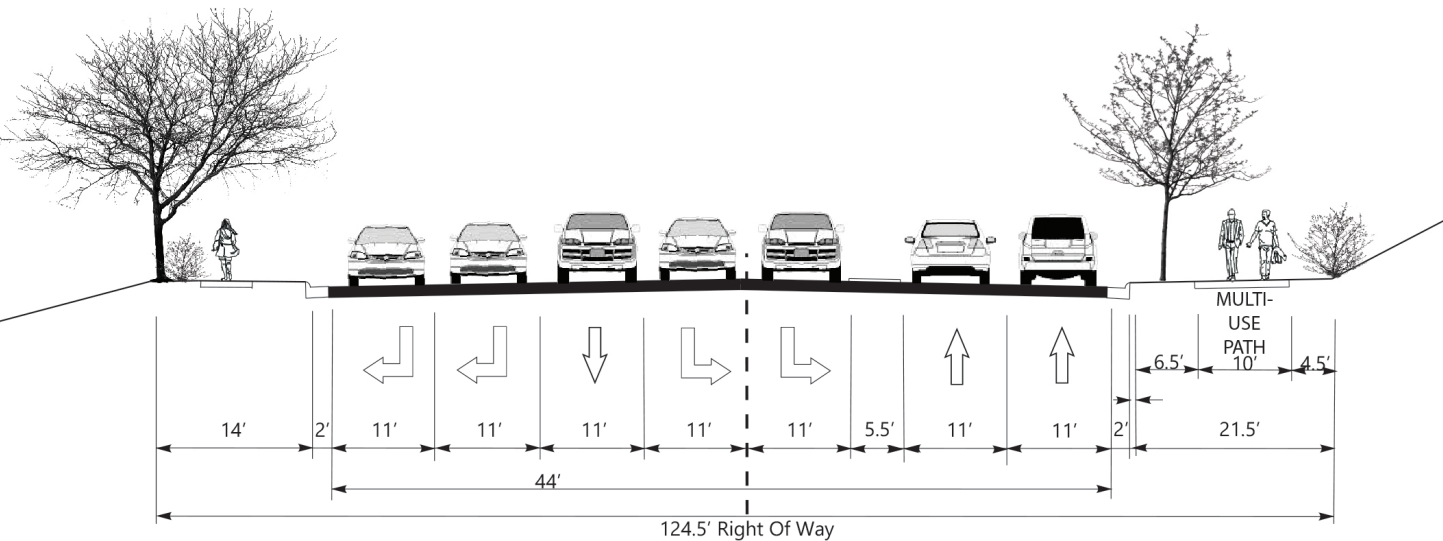 MULTI-
USE
PATH
6.5’ 10’ 4.5’
14’ 2’ 11’ 11’ 11’ 11’ 11’ 5.5’ 11’ 11’ 2’ 21.5’
44’
124.5’ Right Of Way